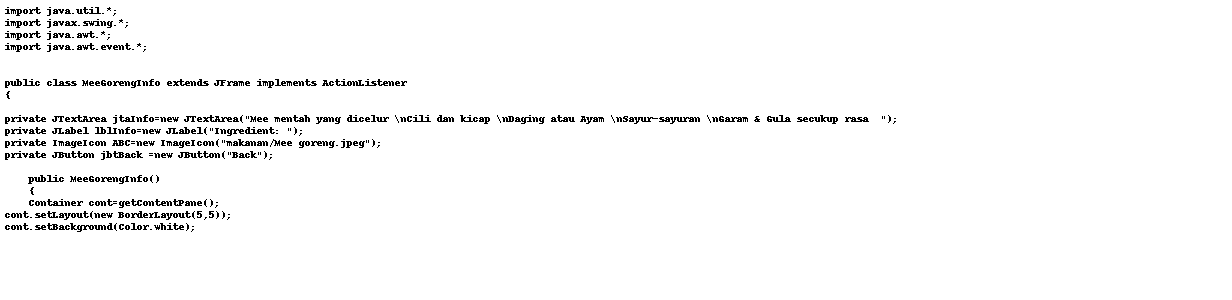 import java.util.*;
import javax.swing.*;
import java.awt.*;
import java.awt.event.*;
public class MeeGorengInfo extends JFrame implements ActionListener
{
private JTextArea jtaInfo=new JTextArea("Mee mentah yang dicelur \nCili dan kicap \nDaging atau Ayam \nSayur-sayuran \nGaram & Gula secukup rasa  ");
private JLabel lblInfo=new JLabel("Ingredient: ");
private ImageIcon ABC=new ImageIcon("makanan/Mee goreng.jpeg");
private JButton jbtBack =new JButton("Back");
    public MeeGorengInfo()
    {
    Container cont=getContentPane();
cont.setLayout(new BorderLayout(5,5));
cont.setBackground(Color.white);